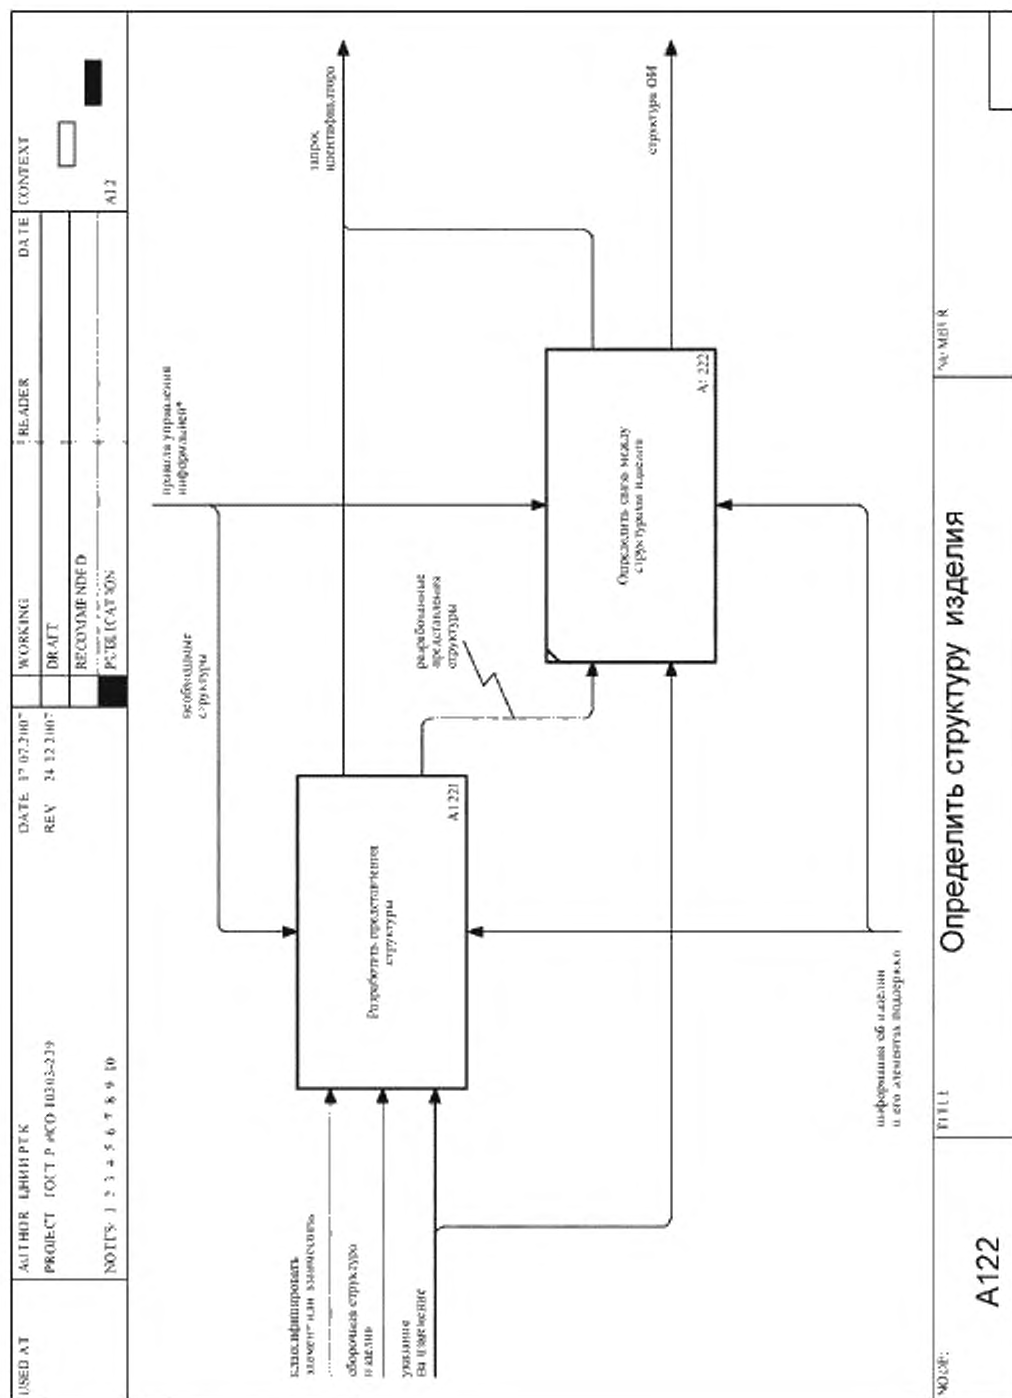 USED AT
AUTHOR ЦНИИ РТК
PROJECT ГОСТ Р ИСО 10303-239
NOTES 1 2 3 4 5 6 7 8 9 10
DATE 17.07.2007
REV 24.12.2007
WORKING
DRAFT
RECOMMENDED
PUBLICATION
READER
DATE
CONTEXT
A12
правила управления
информацией*
необходимые
структуры
запрос
структура ОИ
классифицировать
элемент или
сборочная структура
изделия
указание
на изменение
Разработать представления
структуры
A1221
разработанные
представления
структуры
Определить связь между
структурами изделия
A1222
информация об изделии
и его элементах поддержки
NODE:
A122
TITLE
Определить структуру изделия
NUMBER